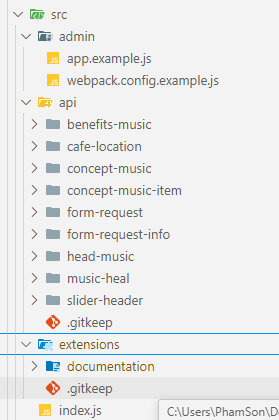 src
admin
app.example.js
webpack.config.example.js
api
benefits-music
cafe-location
concept-music
concept-music-item
form-request
form-request-info
head-music
music-heal
slider-header
.gitkeep
extensions
documentation
.gitkeep
index.js
C:\Users\PhamSon\D